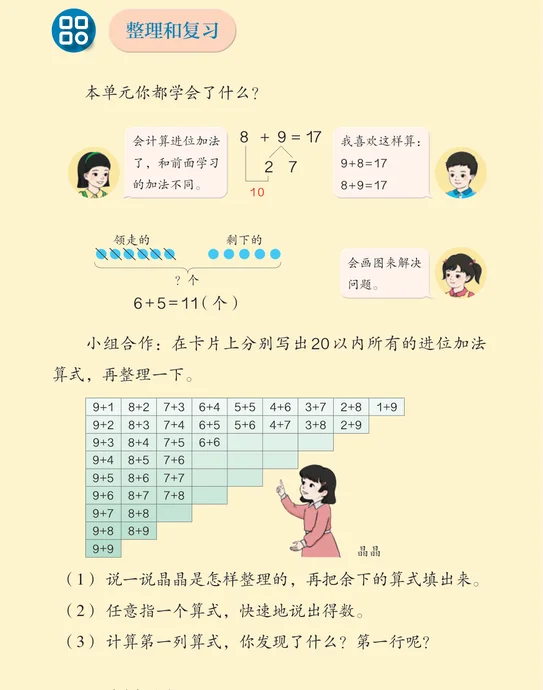 整理和复习
本单元你都学会了什么？
会计算进位加法
了，和前面学习
的加法不同。
8 + 9 = 17
2 7
10
我喜欢这样算：
9+8=17
8+9=17
领走的 剩下的
？个
6+5=11(个)
会画图来解决
问题。
小组合作：在卡片上分别写出20以内所有的进位加法
算式，再整理一下。
9+1 8+2 7+3 6+4 5+5 4+6 3+7 2+8 1+9
9+2 8+3 7+4 6+5 5+6 4+7 3+8 2+9
9+3 8+4 7+5 6+6
9+4 8+5 7+6
9+5 8+6 7+7
9+6 8+7 7+8
9+7 8+8
9+8 8+9
9+9
晶晶
（1）说一说晶晶是怎样整理的，再把余下的算式填出来。
（2）任意指一个算式，快速地说出得数。
（3）计算第一列算式，你发现了什么？第一行呢？